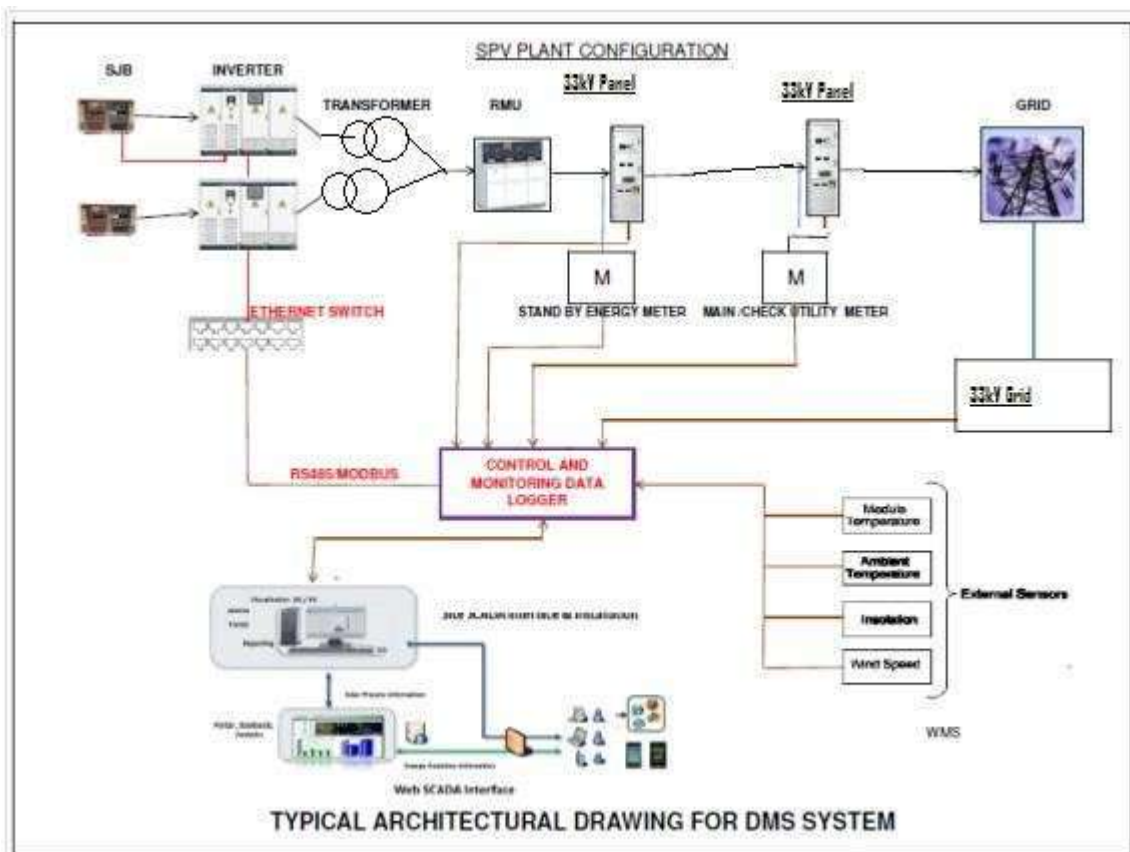 SPV PLANT CONFIGURATION
SJB
INVERTER
33kV Panel
33kV Panel
TRANSFORMER
RMU
GRID
M
M
ETHERNET SWITCH
STAND BY ENERGY METER
MAIN /CHECK UTILITY METER
33kV Grid
RS485/MODBUS
CONTROL AND
MONITORING DATA
LOGGER
Module
Temperature
Ambient
Temperature
External Sensors
Insolation
Wind Speed
WMS
Reporting
Web SCADA Interface
TYPICAL ARCHITECTURAL DRAWING FOR DMS SYSTEM